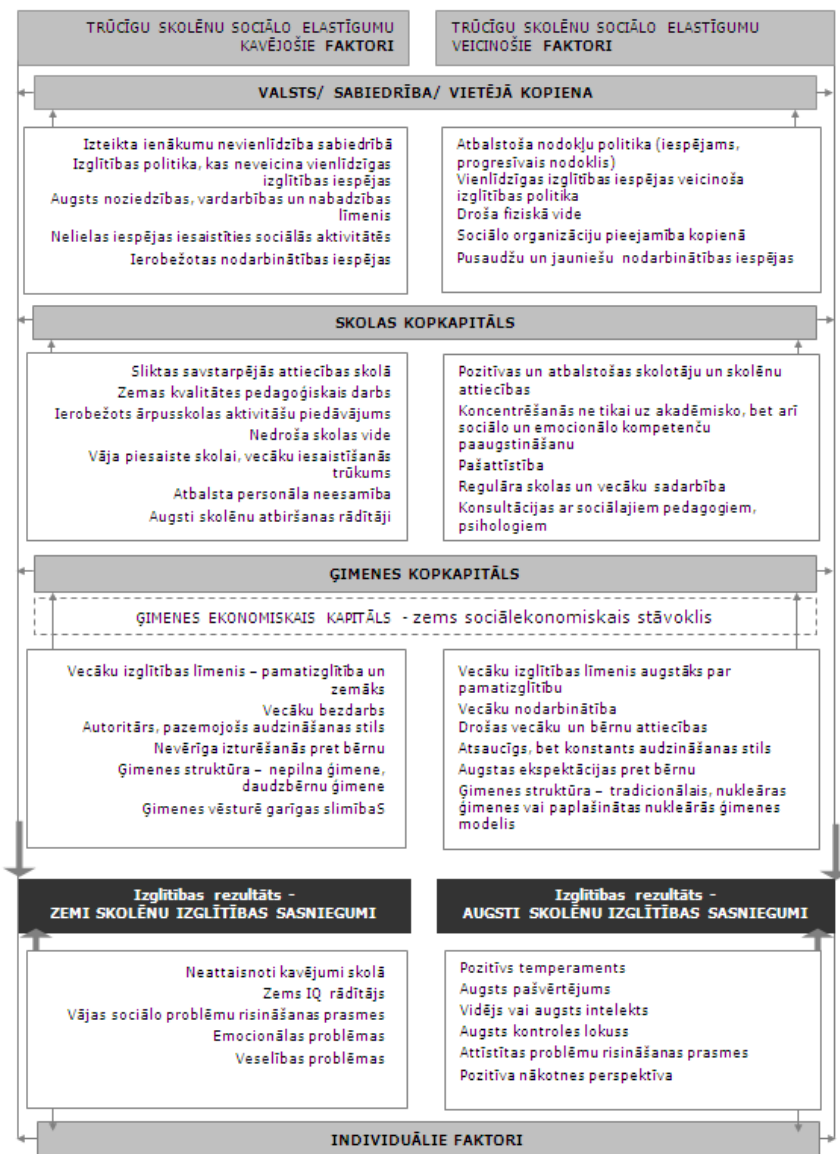 TRŪCĪGU SKOLĒNU SOCIĀLO ELASTĪGUMU
KAVĒJOŠIE FAKTORI
TRŪCĪGU SKOLĒNU SOCIĀLO ELASTĪGUMU
VEICINOŠIE FAKTORI
VALSTS/ SABIEDRĪBA/ VIETĒJĀ KOPIENA
Izteikta ienākumu nevienlīdzība sabiedrībā
Izglītības politika, kas neveicina vienlīdzīgas
izglītības iespējas
Augsts noziedzības, vardarbības un nabadzības
līmenis
Nelielas iespējas iesaistīties sociālās aktivitātēs
Ierobežotas nodarbinātības iespējas
Atbalstoša nodokļu politika (iespējams,
progresīvais nodoklis)
Vienlīdzīgas izglītības iespējas veicinoša
izglītības politika
Droša fiziskā vide
Sociālo organizāciju pieejamība kopienā
Pusaudžu un jauniešu nodarbinātības iespējas
SKOLAS KOPKAPITĀLS
Sliktas savstarpējās attiecības skolā
Zemas kvalitātes pedagoģiskais darbs
Ierobežots ārpusskolas aktivitāšu piedāvājums
Nedroša skolas vide
Vāja piesaiste skolai, vecāku iesaistīšanās
trūkums
Atbalsta personāla neesamība
Augsti skolēnu atbiršanas rādītāji
Pozitīvas un atbalstošas skolotāju un skolēnu
attiecības
Koncentrēšanās ne tikai uz akadēmisko, bet arī
sociālo un emocionālo kompetenču
paaugstināšanu
Pašattīstība
Regulāra skolas un vecāku sadarbība
Konsultācijas ar sociālajiem pedagogiem,
psihologiem
ĢIMENES KOPKAPITĀLS
ĢIMENES EKONOMISKAIS KAPITĀLS - zems sociālekonomiskais stāvoklis
Vecāku izglītības līmenis – pamatizglītība un
zemāks
Vecāku bezdarbs
Autoritārs, pazemojošs audzināšanas stils
Nevērīga izturēšanās pret bērnu
Ģimenes struktūra – nepilna ģimene,
daudzbērnu ģimene
Ģimenes vēsturē garīgas slimībaS
Vecāku izglītības līmenis augstāks par
pamatizglītību
Vecāku nodarbinātība
Drošas vecāku un bērnu attiecības
Atsaucīgs, bet konstants audzināšanas stils
Augstas ekspektācijas pret bērnu
Ģimenes struktūra – tradicionālais, nukleāras
ģimenes vai paplašinātas nukleārās ģimenes
modelis
Izglītības rezultāts -
ZEMI SKOLĒNU IZGLĪTĪBAS SASNIEGUMI
Izglītības rezultāts -
AUGSTI SKOLĒNU IZGLĪTĪBAS SASNIEGUMI
Neattaisnoti kavējumi skolā
Zems IQ rādītājs
Vājas sociālo problēmu risināšanas prasmes
Emocionālas problēmas
Veselības problēmas
Pozitīvs temperaments
Augsts pašvērtējums
Vidējs vai augsts intelekts
Augsts kontroles lokuss
Attīstītas problēmu risināšanas prasmes
Pozitīva nākotnes perspektīva
INDIVIDUĀLIE FAKTORI